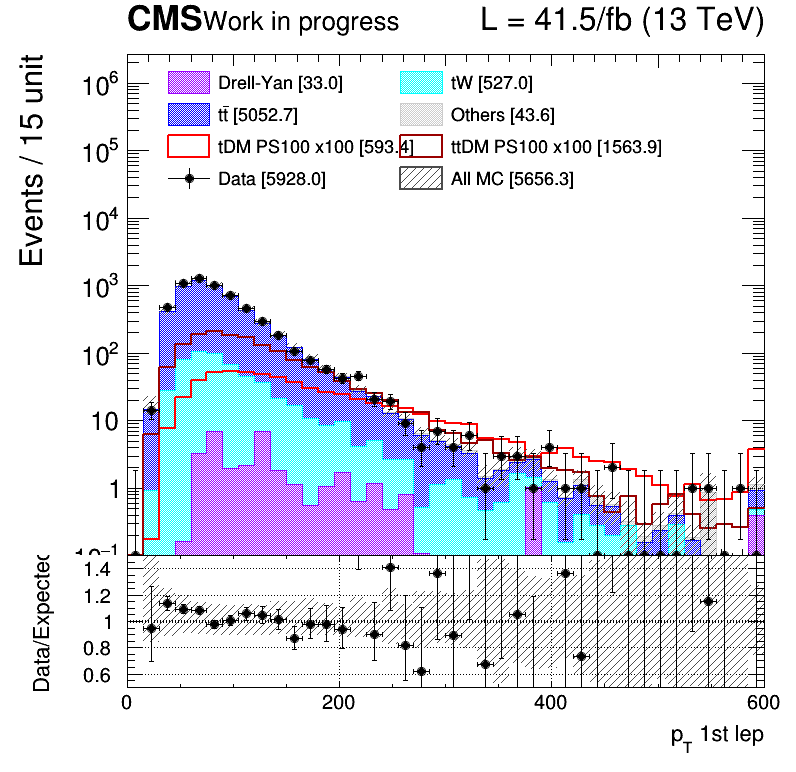 CMS Work in progress L = 41.5/fb (13 TeV)
Events / 15 unit
10⁶
10⁵
10⁴
10³
10²
10
1
10⁻¹
Drell-Yan [33.0] tW [527.0]
tt̄ [5052.7] Others [43.6]
tDM PS100 x100 [593.4] ttDM PS100 x100 [1563.9]
Data [5928.0] All MC [5656.3]
Data/Expected
1.4
1.2
1
0.8
0.6
0 200 400 600
p_T 1st lep